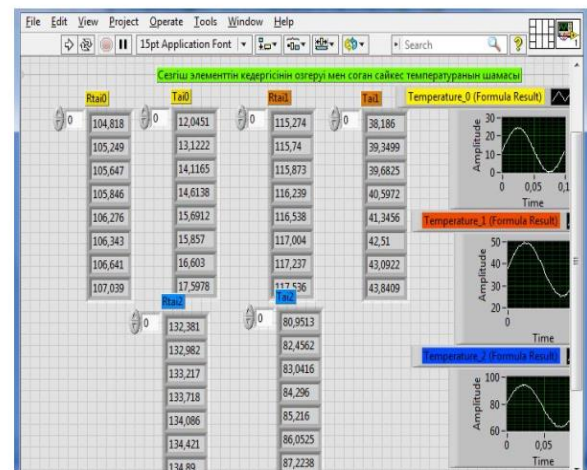 File Edit View Project Operate Tools Window Help
15pt Application Font
Search
Сезгіш элементтін кедергісінін озгеруі мен соган сайкес температуранын шамасы
Rtai0 Tai0 Rtai1 Tai1 Temperature_0 (Formula Result)
0 104,818 0 12,0451 0 115,274 0 38,186
105,249 13,1222 115,74 39,3499
105,647 14,1165 115,873 39,6825
105,846 14,6138 116,239 40,5972
106,276 15,6912 116,538 41,3456
106,343 15,857 117,004 42,51
106,641 16,603 117,237 43,0922
107,039 17,5978 117,536 43,8409
Amplitude
30
20
10
0
0 0,05 0,1
Time
Temperature_1 (Formula Result)
Amplitude
50
40
30
20
0
Time
Rtai2 Tai2
0 132,381 0 80,9513
132,982 82,4562
133,217 83,0416
133,718 84,296
134,086 85,216
134,421 86,0525
134,89 87,2238
Temperature_2 (Formula Result)
Amplitude
100
80
60
0 0,05
Time